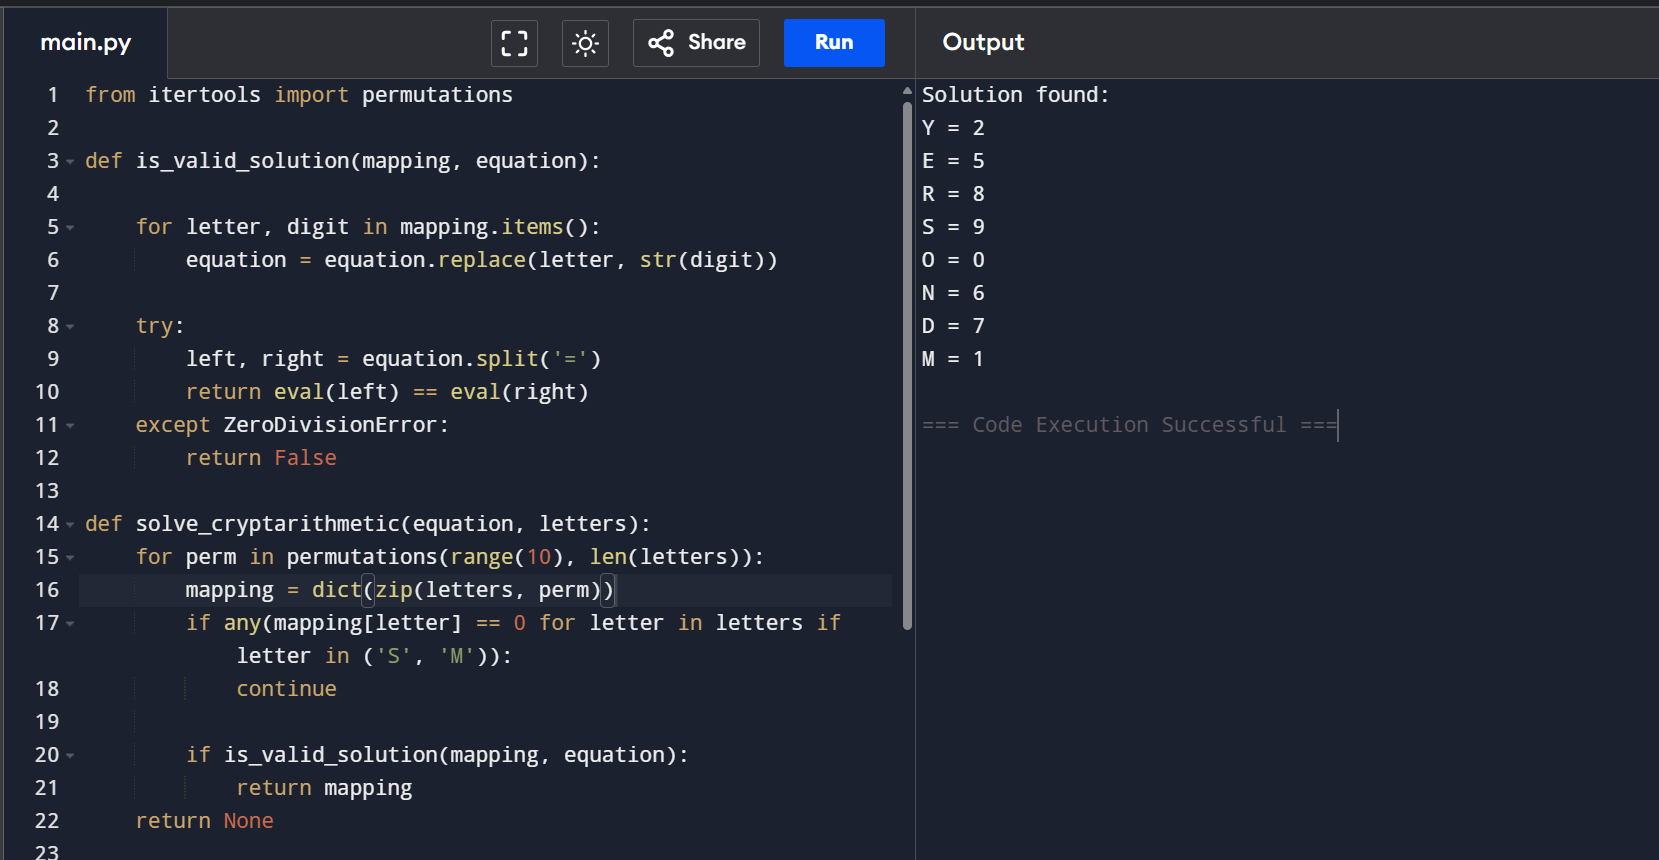 main.py
Share
Run
Output
1 from itertools import permutations
2
3 def is_valid_solution(mapping, equation):
4
5     for letter, digit in mapping.items():
6         equation = equation.replace(letter, str(digit))
7
8     try:
9         left, right = equation.split('=')
10         return eval(left) == eval(right)
11     except ZeroDivisionError:
12         return False
13
14 def solve_cryptarithmetic(equation, letters):
15     for perm in permutations(range(10), len(letters)):
16         mapping = dict(zip(letters, perm))
17         if any(mapping[letter] == 0 for letter in letters if
            letter in ('S', 'M')):
18             continue
19
20         if is_valid_solution(mapping, equation):
21             return mapping
22     return None
23
Solution found:
Y = 2
E = 5
R = 8
S = 9
O = 0
N = 6
D = 7
M = 1
=== Code Execution Successful ===